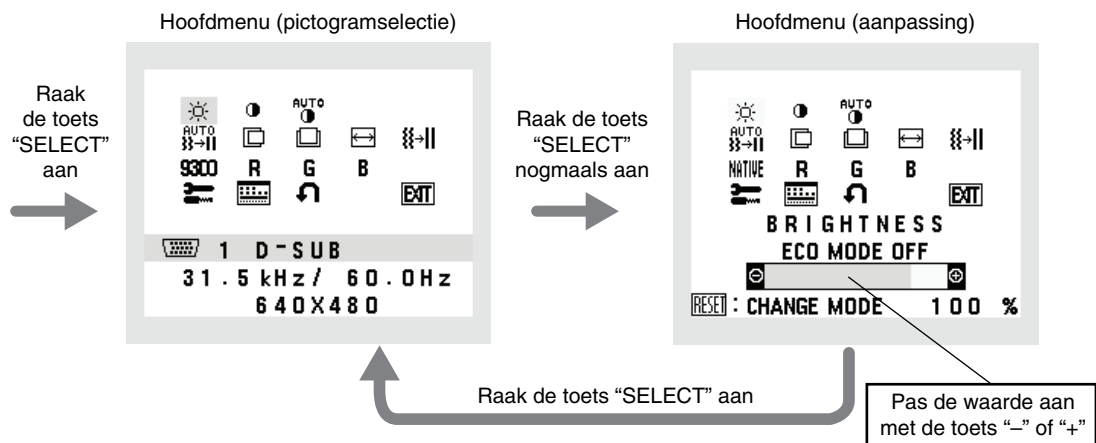 Hoofdmenu (pictogramselectie)
Hoofdmenu (aanpassing)
Raak
de toets
“SELECT”
aan
AUTO
AUTO
9300 R G B
EXIT
1 D-SUB
31.5 kHz/ 60.0Hz
640X480
Raak de toets
“SELECT”
nogmaals aan
AUTO
AUTO
NATIVE R G B
EXIT
BRIGHTNESS
ECO MODE OFF
RESET : CHANGE MODE 100 %
Raak de toets “SELECT” aan
Pas de waarde aan
met de toets “–” of “+”